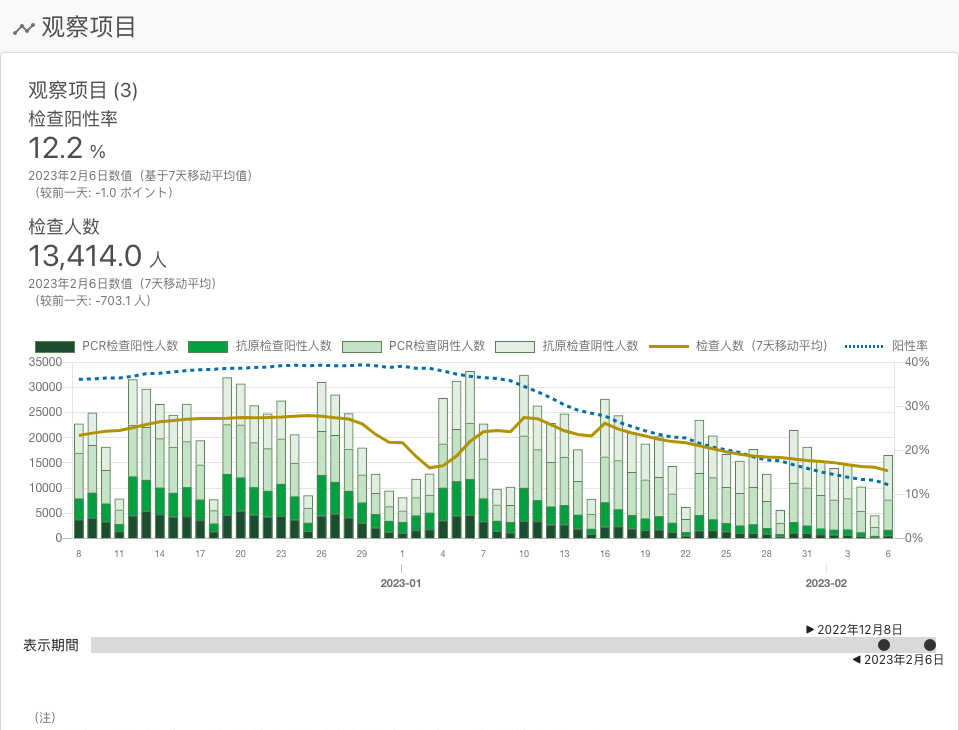 观察项目
观察项目 (3)
检查阳性率
12.2 %
2023年2月6日数值（基于7天移动平均值）
（较前一天: -1.0 ポイント）
检查人数
13,414.0 人
2023年2月6日数值（7天移动平均）
（较前一天: -703.1 人）
PCR检查阳性人数 抗原检查阳性人数 PCR检查阴性人数 抗原检查阴性人数 检查人数（7天移动平均） 阳性率
35000 40%
30000
25000 30%
20000
15000 20%
10000 10%
5000
0 0%
8 11 14 17 20 23 26 29 1 4 7 10 13 16 19 22 25 28 31 3 6
2023-01 2023-02
▶ 2022年12月8日
表示期間
◀ 2023年2月6日
（注）